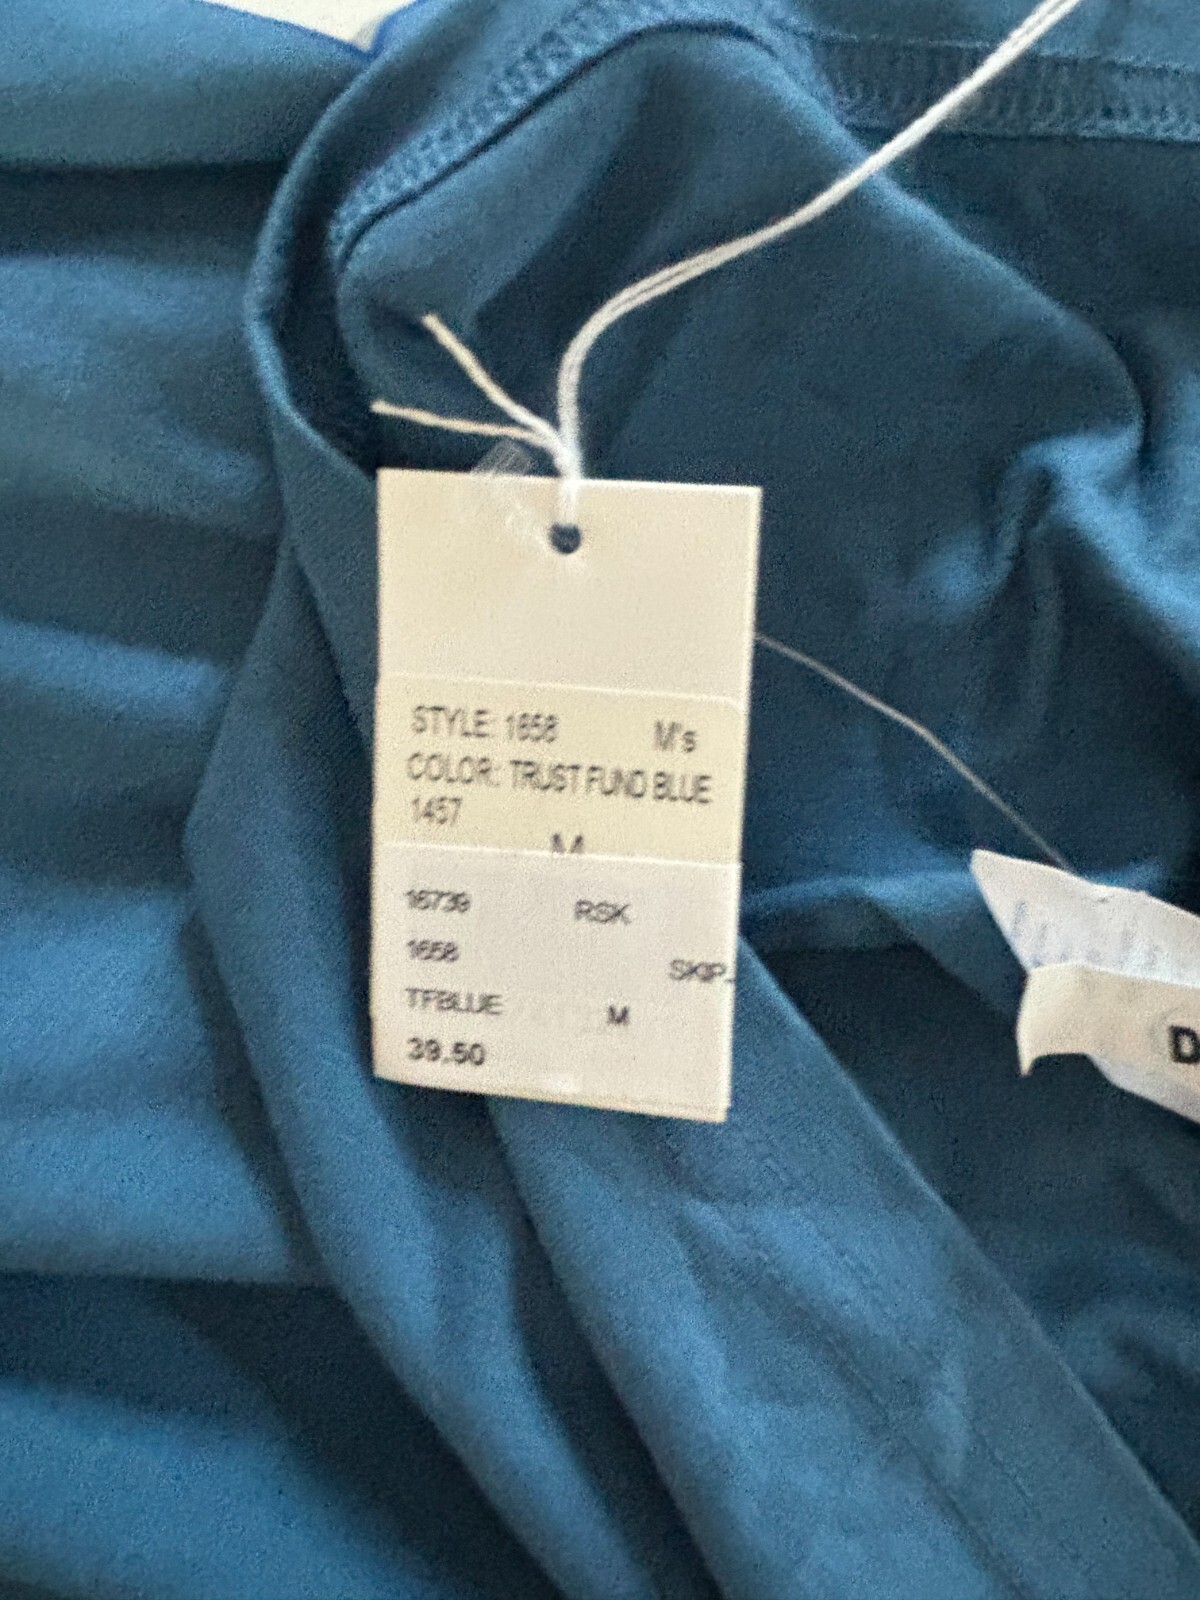 STYLE: 1658 M's
COLOR: TRUST FUND BLUE
1457
M
16739 RSK
1658 SKIP-
TFBLUE M
39.50
D